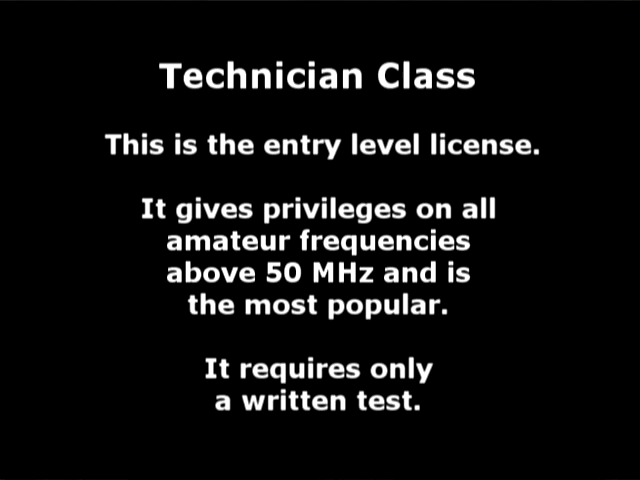 Technician Class
This is the entry level license.
It gives privileges on all
amateur frequencies
above 50 MHz and is
the most popular.
It requires only
a written test.